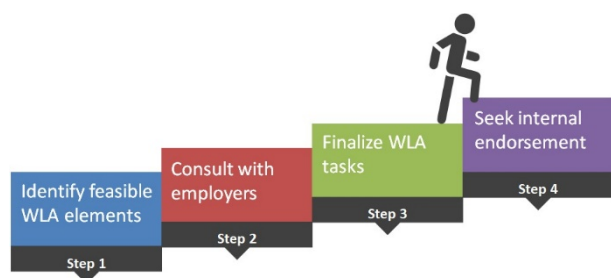 Identify feasible
WLA elements
Step 1
Consult with
employers
Step 2
Finalize WLA
tasks
Step 3
Seek internal
endorsement
Step 4